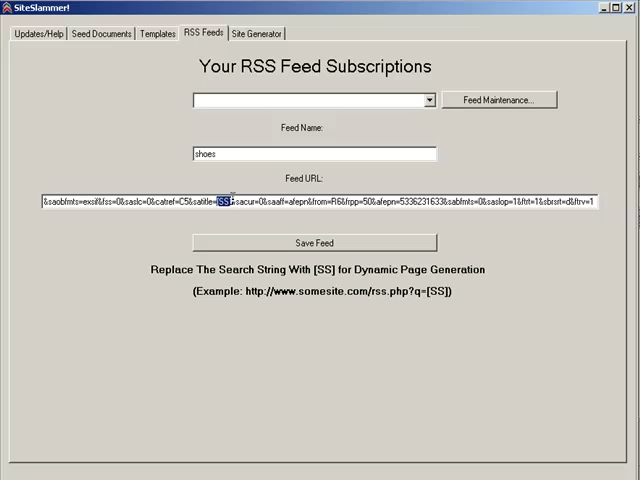 SiteSlammer!
Updates/Help Seed Documents Templates RSS Feeds Site Generator
Your RSS Feed Subscriptions
Feed Maintenance...
Feed Name:
shoes
Feed URL:
&saobfmts=exsif&fss=0&saslc=0&catref=C5&satitle=[SS]&sacur=0&saaff=afepn&from=R6&frpp=50&afepn=5336231633&sabfmts=0&saslop=1&ftrt=1&sbrsrt=d&ftrv=1
Save Feed
Replace The Search String With [SS] for Dynamic Page Generation
(Example: http://www.somesite.com/rss.php?q=[SS])